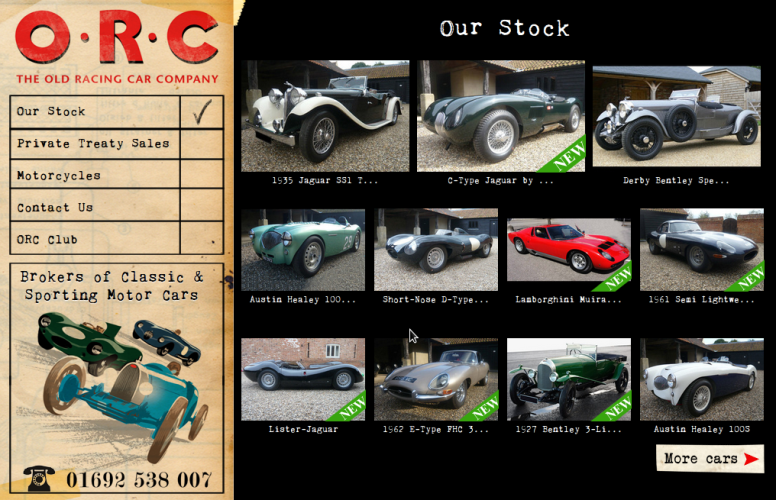 O·R·C
THE OLD RACING CAR COMPANY
Our Stock
Private Treaty Sales
Motorcycles
Contact Us
ORC Club
Brokers of Classic &
Sporting Motor Cars
01692 538 007
Our Stock
NEW
1935 Jaguar SS1 T...
C-Type Jaguar by ...
Derby Bentley Spe...
28
NEW
NEW
Austin Healey 100...
Short-Nose D-Type...
Lamborghini Muira...
1961 Semi Lightwe...
NEW
NEW
NEW
Lister-Jaguar
1962 E-Type FHC 3...
1927 Bentley 3-Li...
Austin Healey 100S
More cars